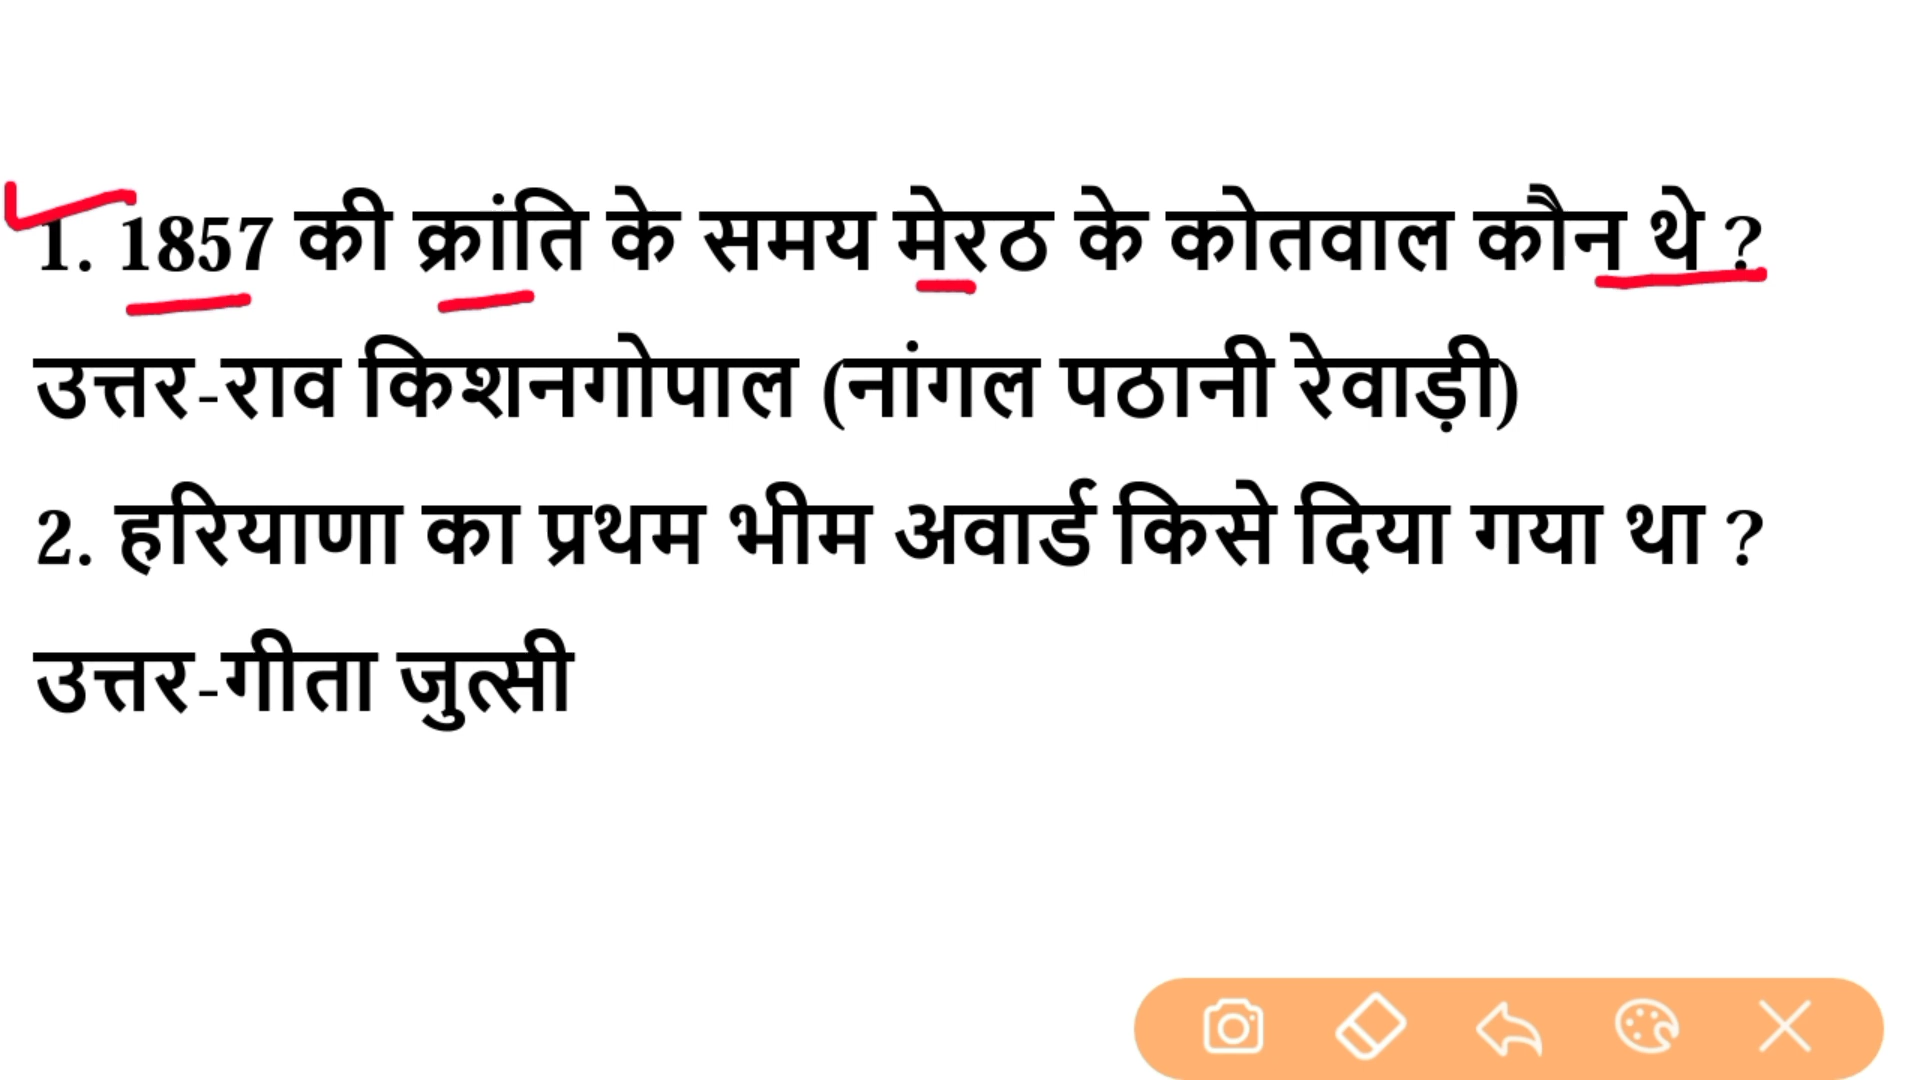 1. 1857 की क्रांति के समय मेरठ के कोतवाल कौन थे ?
उत्तर-राव किशनगोपाल (नांगल पठानी रेवाड़ी)
2. हरियाणा का प्रथम भीम अवार्ड किसे दिया गया था ?
उत्तर-गीता जुत्सी